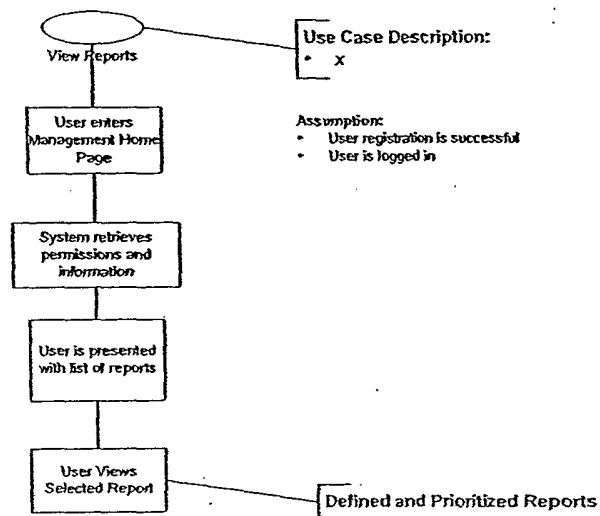 View Reports
Use Case Description:
• x
User enters
Management Home
Page
Assumption:
• User registration is successful
• User is logged in
System retrieves
permissions and
information
User is presented
with list of reports
User Views
Selected Report
Defined and Prioritized Reports